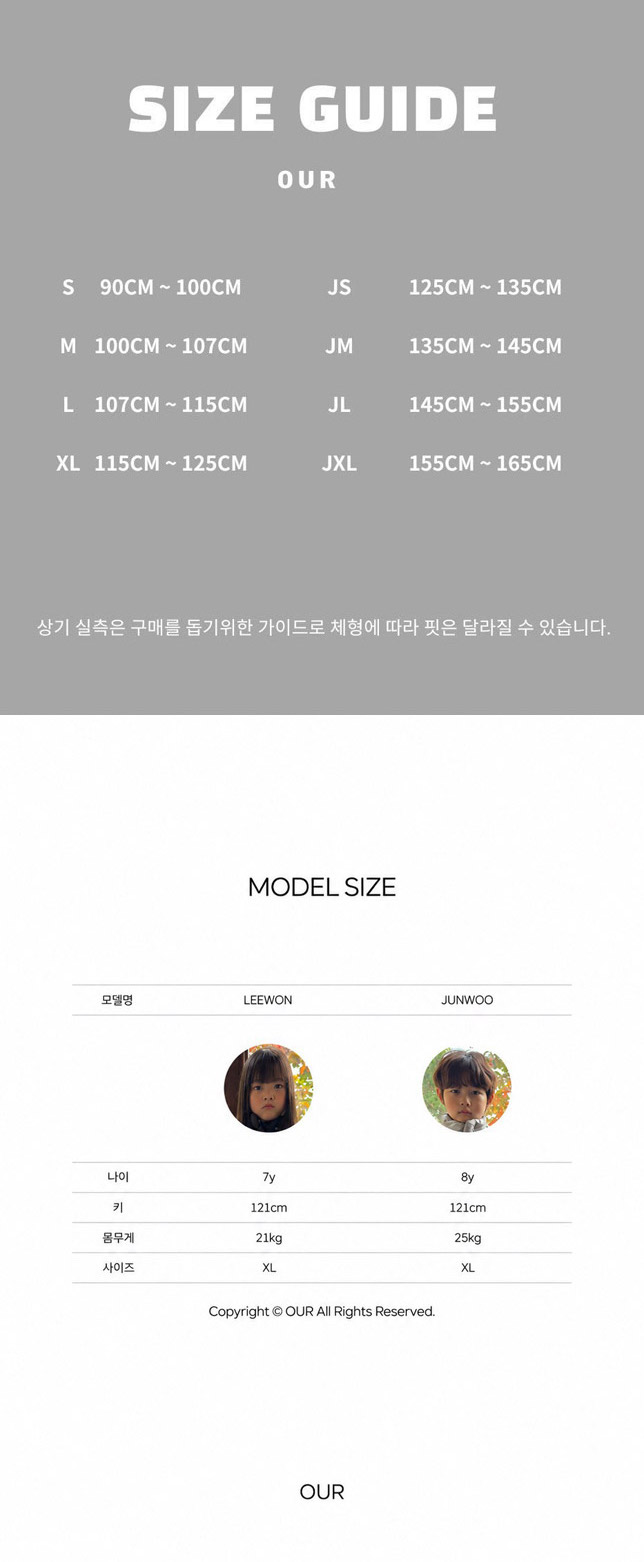 SIZE GUIDE
OUR
S 90CM ~ 100CM JS 125CM ~ 135CM
M 100CM ~ 107CM JM 135CM ~ 145CM
L 107CM ~ 115CM JL 145CM ~ 155CM
XL 115CM ~ 125CM JXL 155CM ~ 165CM
상기 실측은 구매를 돕기위한 가이드로 체형에 따라 핏은 달라질 수 있습니다.
MODEL SIZE
모델명 LEEWON JUNWOO
나이 7y 8y
키 121cm 121cm
몸무게 21kg 25kg
사이즈 XL XL
Copyright © OUR All Rights Reserved.
OUR